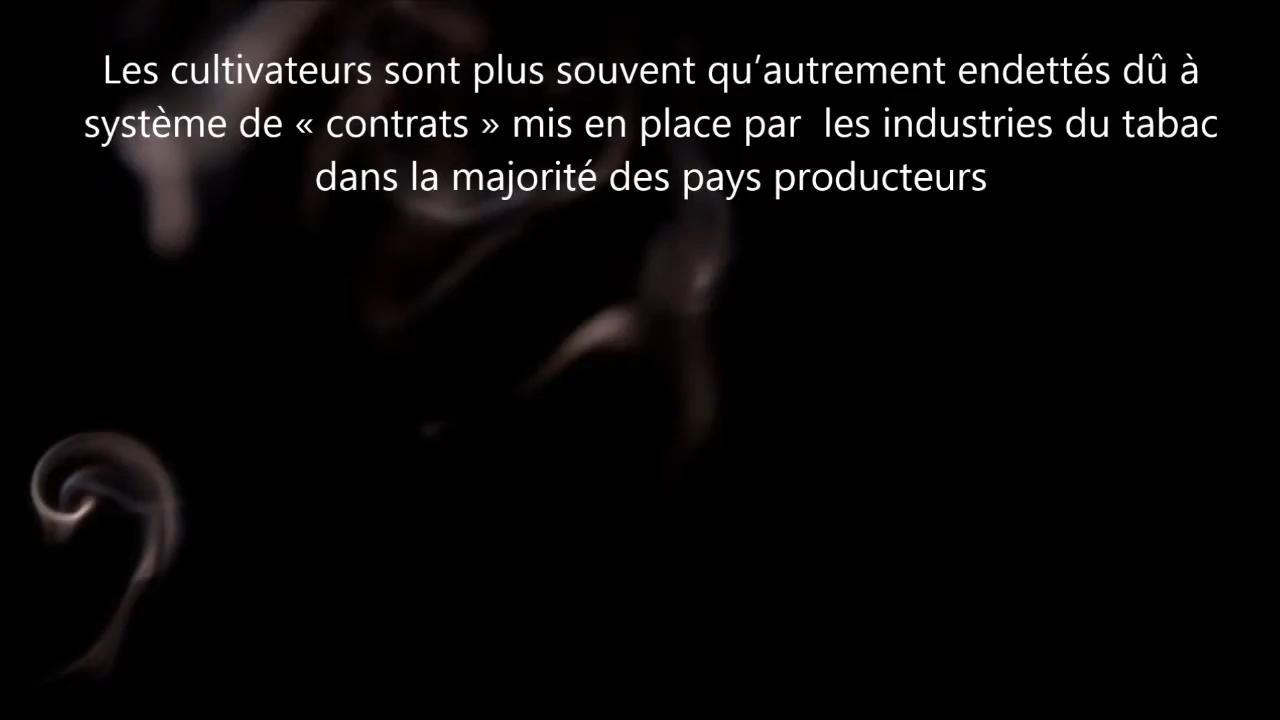 Les cultivateurs sont plus souvent qu’autrement endettés dû à
système de « contrats » mis en place par  les industries du tabac
dans la majorité des pays producteurs